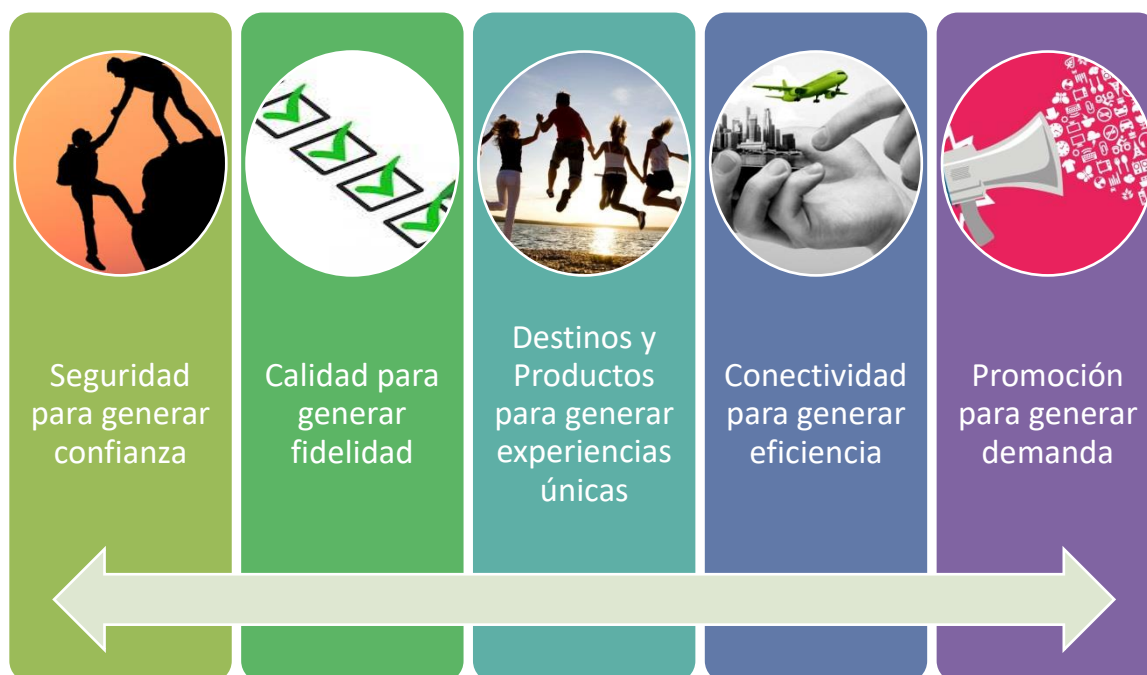 Seguridad
para generar
confianza
Calidad para
generar
fidelidad
Destinos y
Productos
para generar
experiencias
únicas
Conectividad
para generar
eficiencia
Promoción
para generar
demanda